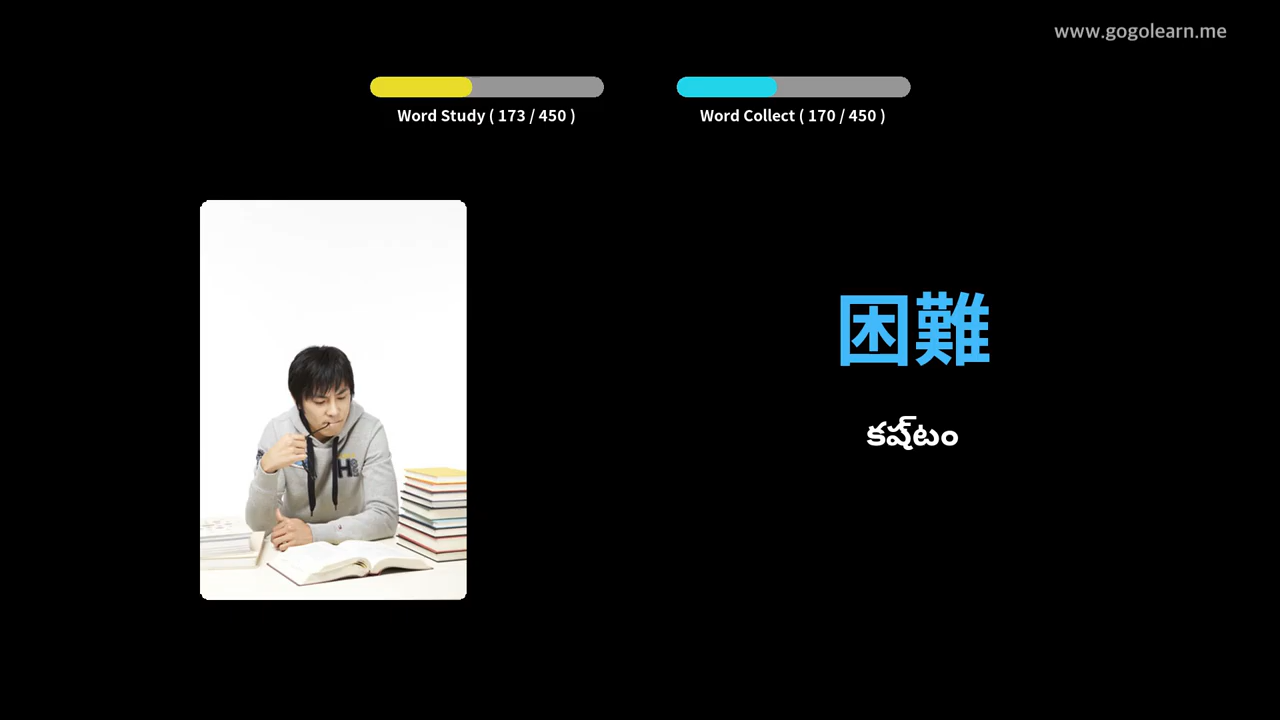 www.gogolearn.me
Word Study ( 173 / 450 )
Word Collect ( 170 / 450 )
困難
కష్‌టం
H